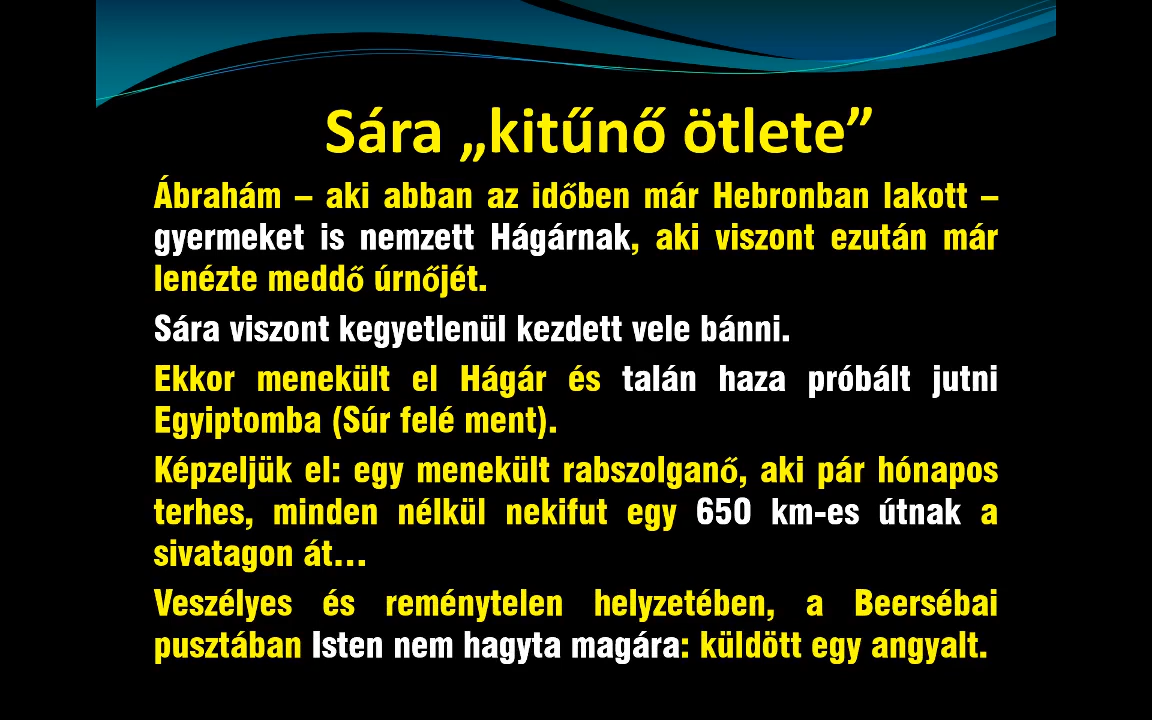 Sára „kitűnő ötlete”
Ábrahám – aki abban az időben már Hebronban lakott –
gyermeket is nemzett Hágárnak, aki viszont ezután már
lenézte meddő úrnőjét.
Sára viszont kegyetlenül kezdett vele bánni.
Ekkor menekült el Hágár és talán haza próbált jutni
Egyiptomba (Súr felé ment).
Képzeljük el: egy menekült rabszolganő, aki pár hónapos
terhes, minden nélkül nekifut egy 650 km-es útnak a
sivatagon át…
Veszélyes és reménytelen helyzetében, a Beersébai
pusztában Isten nem hagyta magára: küldött egy angyalt.